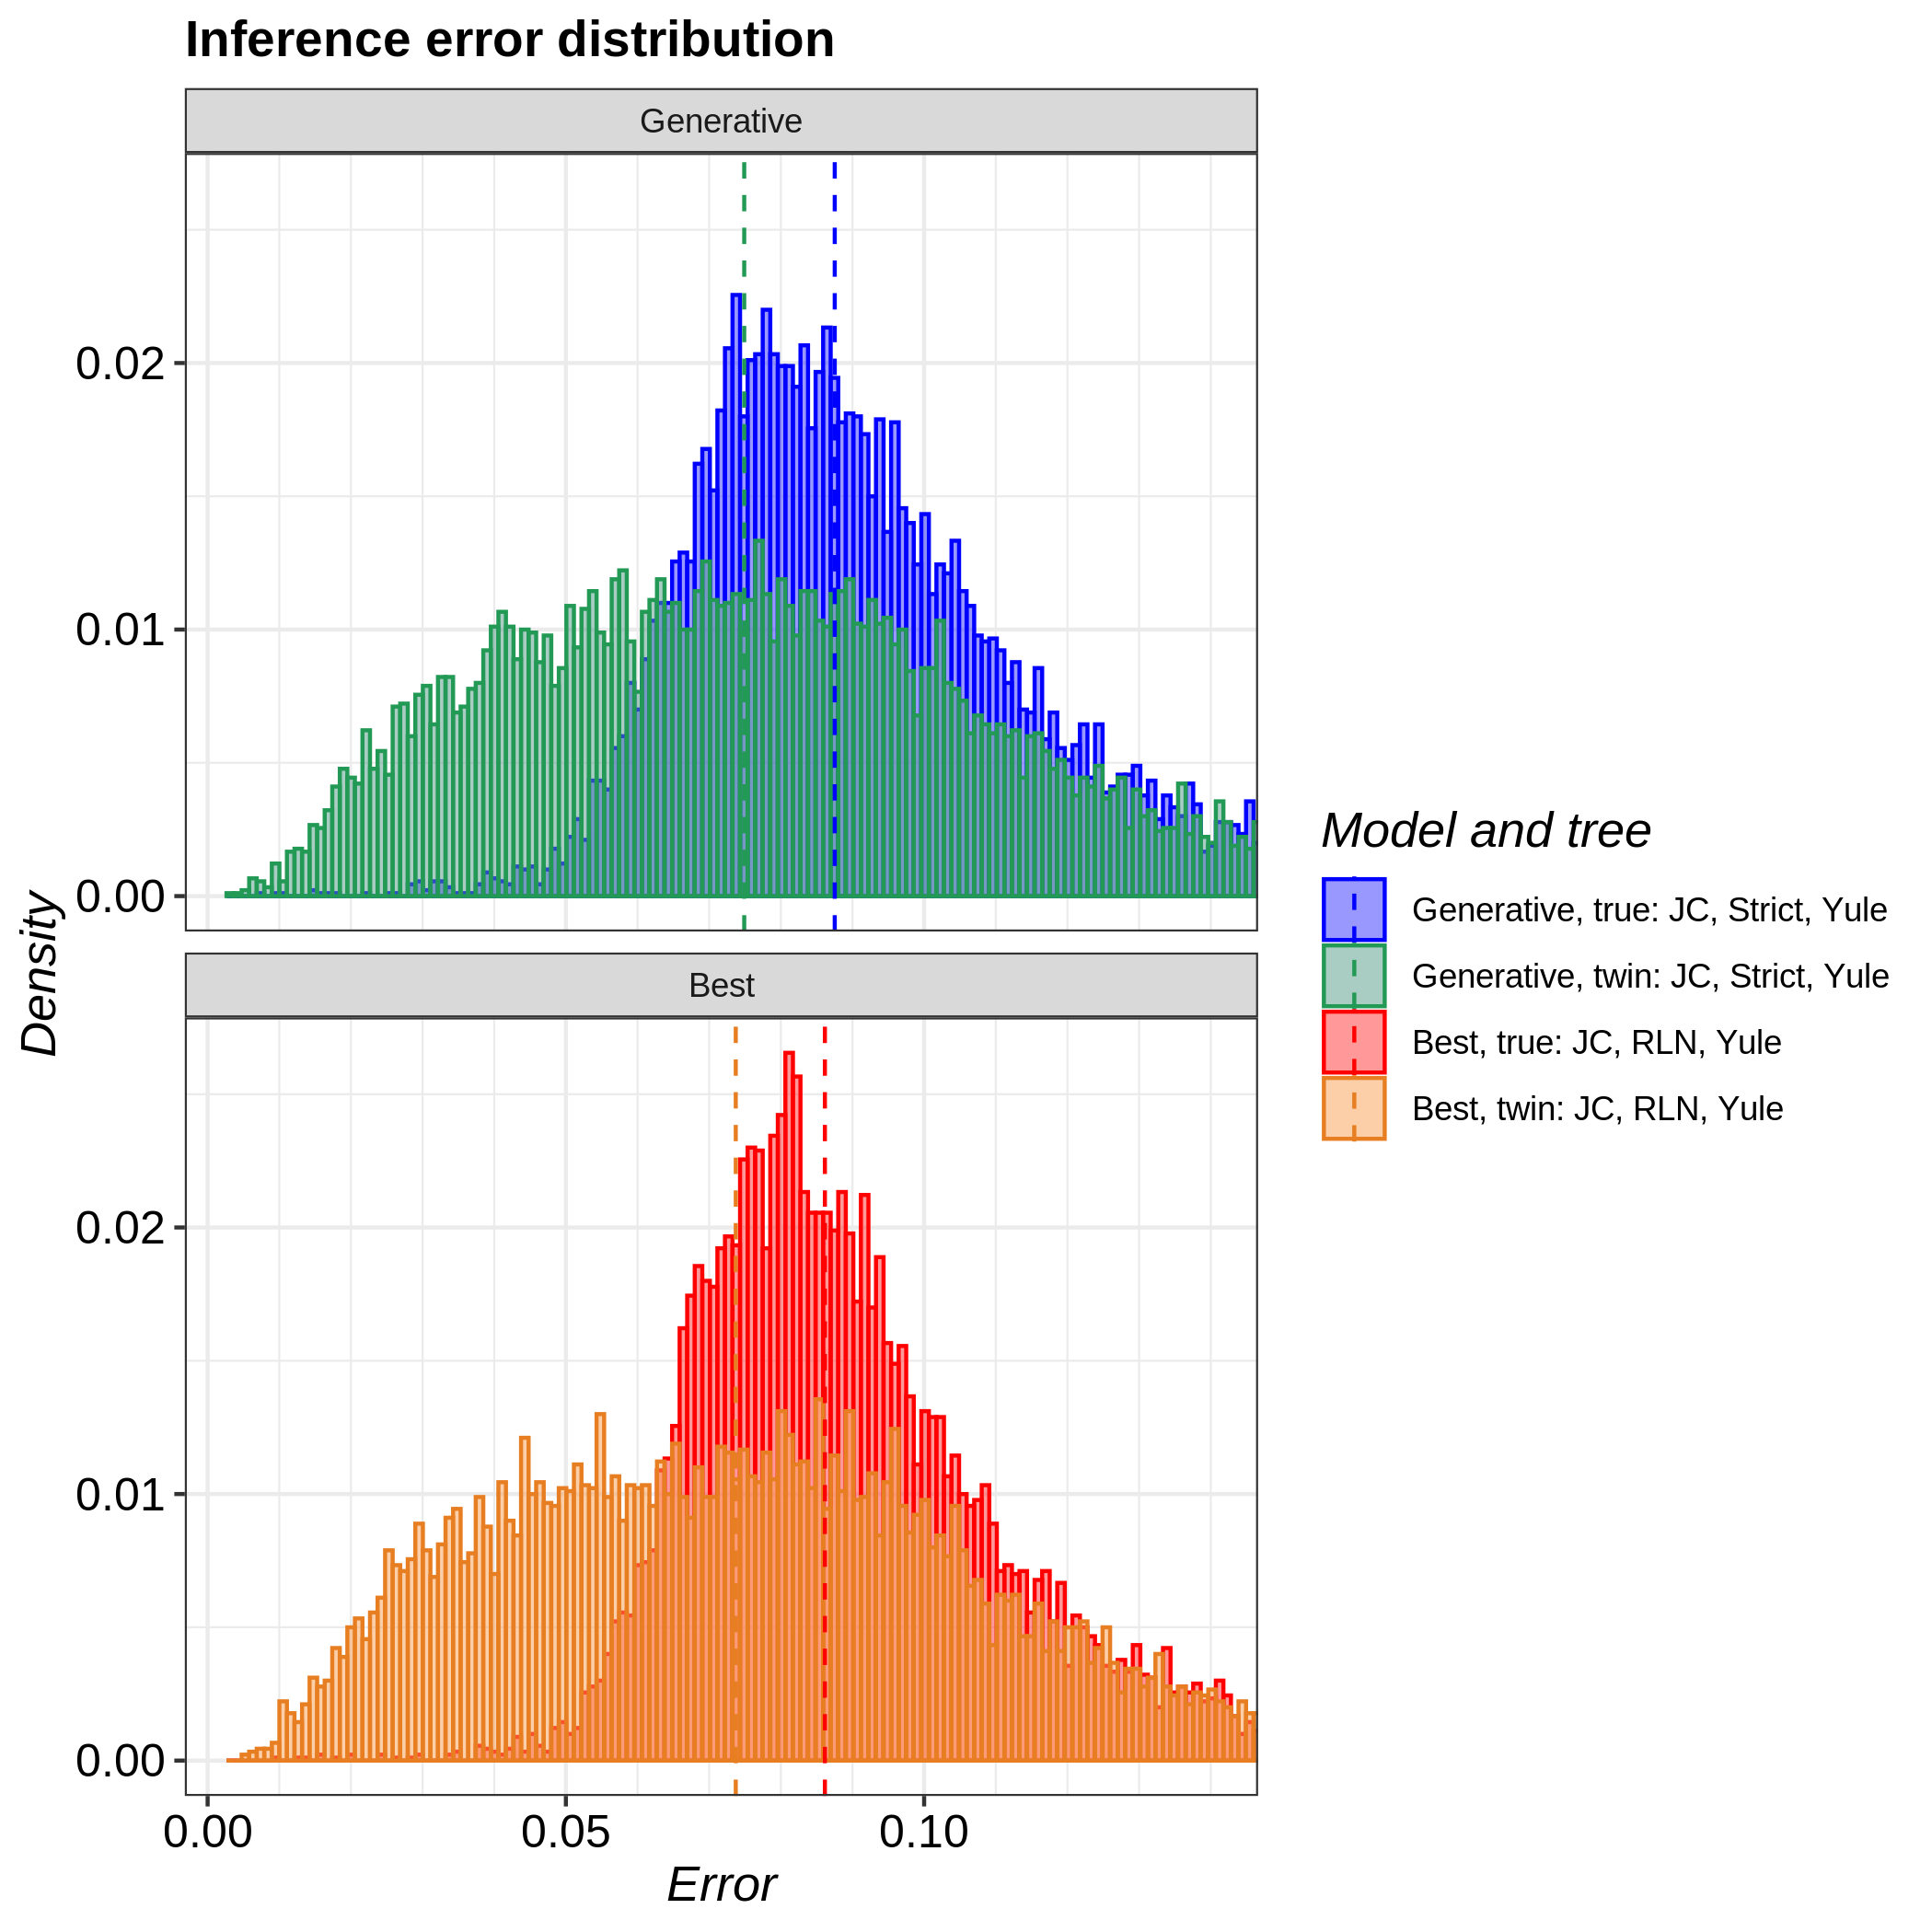 Inference error distribution
Generative
0.02
0.01
0.00
Density
Best
0.02
0.01
0.00
0.00 0.05 0.10
Error
Model and tree
Generative, true: JC, Strict, Yule
Generative, twin: JC, Strict, Yule
Best, true: JC, RLN, Yule
Best, twin: JC, RLN, Yule